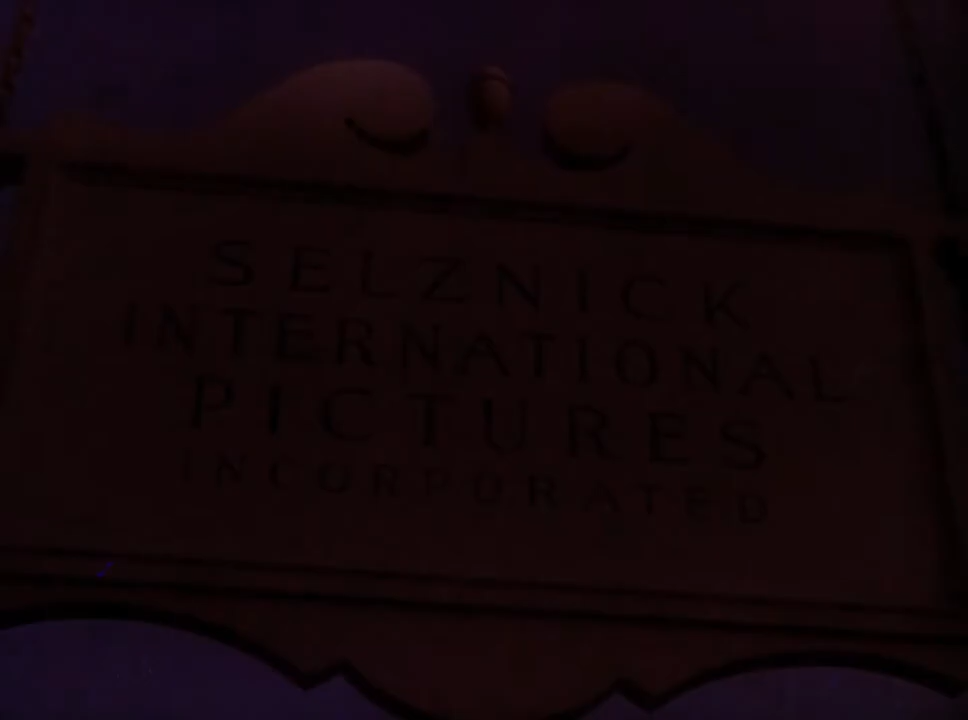 SELZNICK
INTERNATIONAL
PICTURES
INCORPORATED